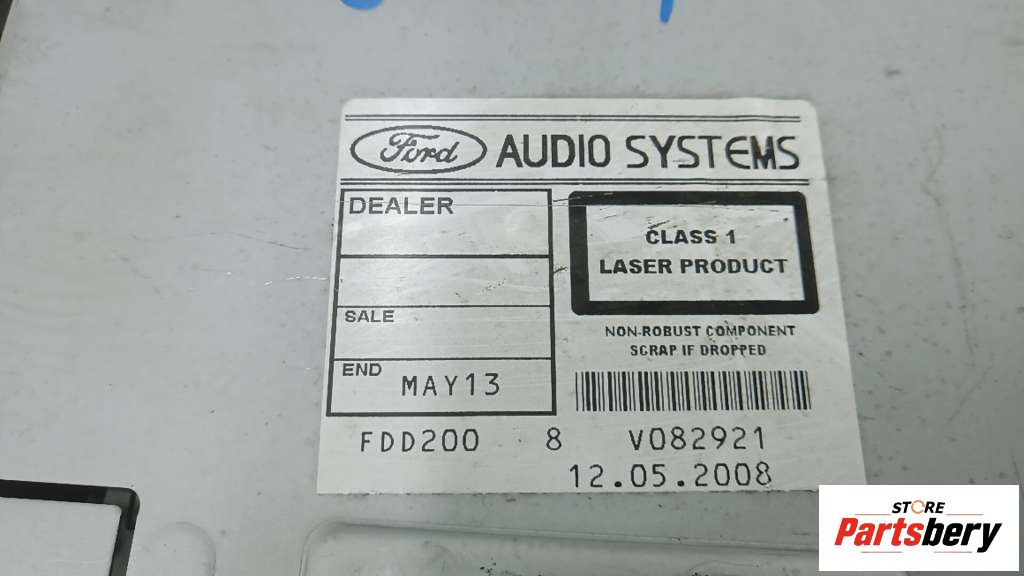 Ford AUDIO SYSTEMS
DEALER
SALE
END MAY13
CLASS 1
LASER PRODUCT
NON-ROBUST COMPONENT
SCRAP IF DROPPED
FDD200 8 V082921
12.05.2008
STORE
Partsbery